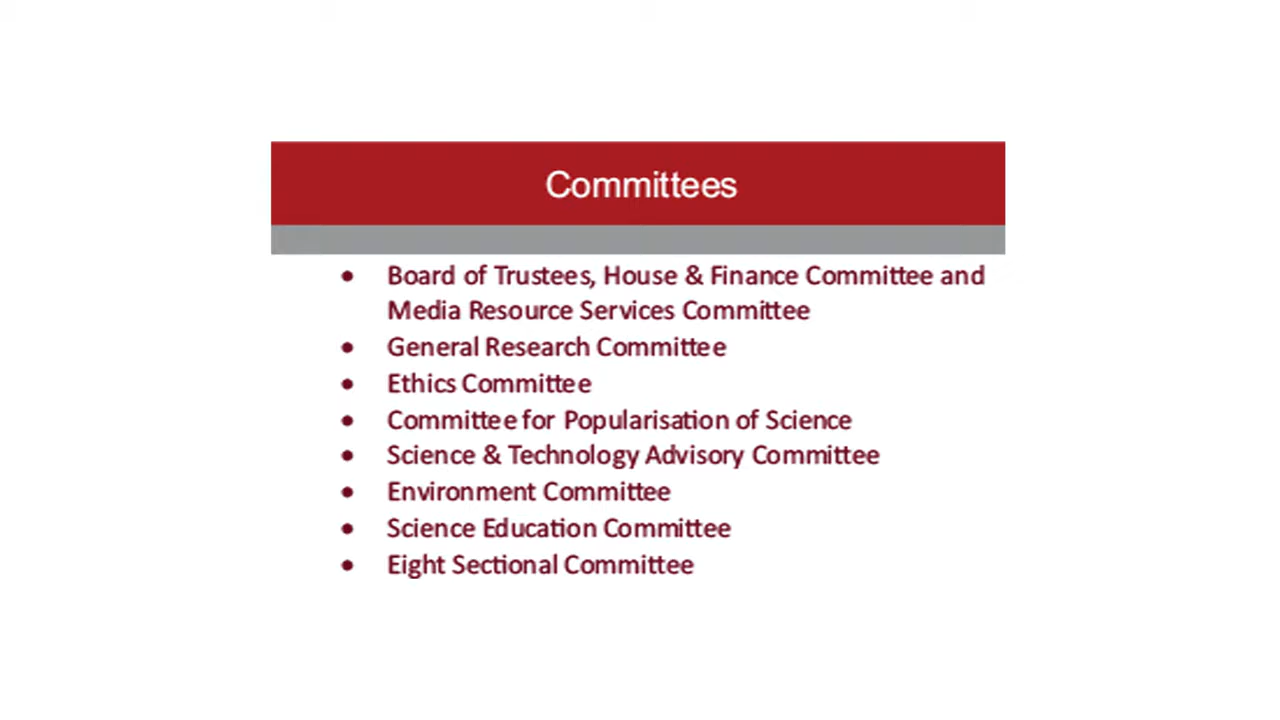 Committees
• Board of Trustees, House & Finance Committee and
Media Resource Services Committee
• General Research Committee
• Ethics Committee
• Committee for Popularisation of Science
• Science & Technology Advisory Committee
• Environment Committee
• Science Education Committee
• Eight Sectional Committee